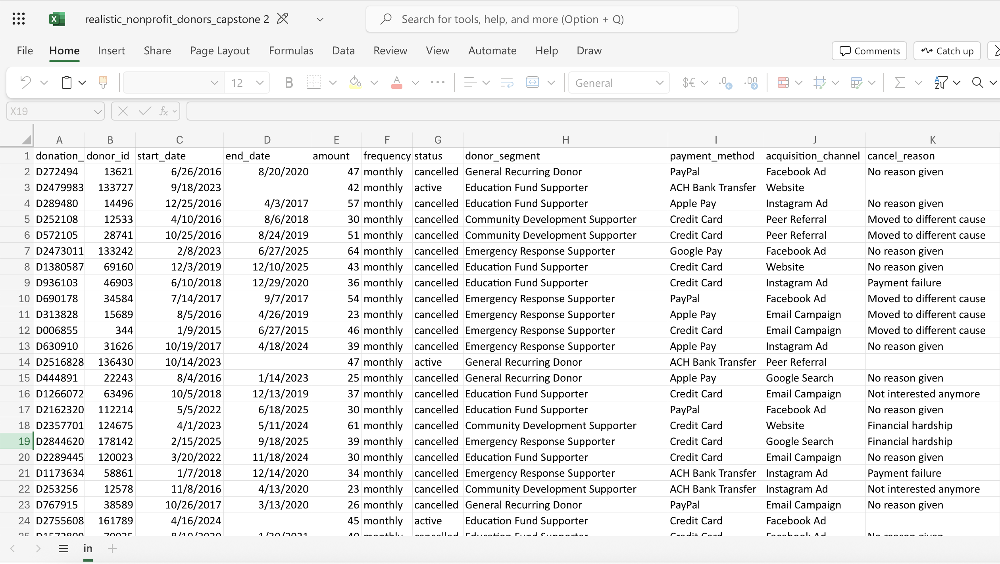 realistic_nonprofit_donors_capstone 2
Search for tools, help, and more (Option + Q)
File Home Insert Share Page Layout Formulas Data Review View Automate Help Draw Comments Catch up
12 B A General $€ .0 .00 Σ
X19 fx
A B C D E F G H I J K
1 donation_ donor_id start_date end_date amount frequency status donor_segment payment_method acquisition_channel cancel_reason
2 D272494 13621 6/26/2016 8/20/2020 47 monthly cancelled General Recurring Donor PayPal Facebook Ad No reason given
3 D2479983 133727 9/18/2023 42 monthly active Education Fund Supporter ACH Bank Transfer Website
4 D289480 14496 12/25/2016 4/3/2017 57 monthly cancelled Education Fund Supporter Apple Pay Instagram Ad No reason given
5 D252108 12533 4/10/2016 8/6/2018 30 monthly cancelled Community Development Supporter Credit Card Peer Referral Moved to different cause
6 D572105 28741 10/25/2016 8/24/2019 51 monthly cancelled Community Development Supporter Credit Card Peer Referral Moved to different cause
7 D2473011 133242 2/8/2023 6/27/2025 64 monthly cancelled Emergency Response Supporter Google Pay Facebook Ad No reason given
8 D1380587 69160 12/3/2019 12/10/2025 43 monthly cancelled Education Fund Supporter Credit Card Website No reason given
9 D936103 46903 6/10/2018 12/29/2020 36 monthly cancelled Education Fund Supporter Credit Card Instagram Ad Payment failure
10 D690178 34584 7/14/2017 9/7/2017 54 monthly cancelled Emergency Response Supporter PayPal Facebook Ad Moved to different cause
11 D313828 15689 8/5/2016 4/26/2019 23 monthly cancelled Emergency Response Supporter Apple Pay Email Campaign Moved to different cause
12 D006855 344 1/9/2015 6/27/2015 46 monthly cancelled Emergency Response Supporter Credit Card Email Campaign Moved to different cause
13 D630910 31626 10/19/2017 4/18/2024 39 monthly cancelled Emergency Response Supporter Apple Pay Instagram Ad No reason given
14 D2516828 136430 10/14/2023 47 monthly active General Recurring Donor ACH Bank Transfer Peer Referral
15 D444891 22243 8/4/2016 1/14/2023 25 monthly cancelled General Recurring Donor Apple Pay Google Search No reason given
16 D1266072 63496 10/5/2018 12/13/2019 37 monthly cancelled Education Fund Supporter Credit Card Email Campaign Not interested anymore
17 D2162320 112214 5/5/2022 6/18/2025 30 monthly cancelled Education Fund Supporter PayPal Facebook Ad No reason given
18 D2357701 124675 4/1/2023 5/11/2024 61 monthly cancelled Community Development Supporter Credit Card Website Financial hardship
19 D2844620 178142 2/15/2025 9/18/2025 39 monthly cancelled Emergency Response Supporter Credit Card Google Search Financial hardship
20 D2289445 120023 3/20/2022 11/18/2024 30 monthly cancelled Education Fund Supporter Credit Card Email Campaign No reason given
21 D1173634 58861 1/7/2018 12/14/2020 34 monthly cancelled Emergency Response Supporter ACH Bank Transfer Instagram Ad Payment failure
22 D253256 12578 11/8/2016 4/13/2020 23 monthly cancelled Community Development Supporter ACH Bank Transfer Instagram Ad Not interested anymore
23 D767915 38589 10/26/2017 3/13/2020 26 monthly cancelled General Recurring Donor PayPal Email Campaign No reason given
24 D2755608 161789 4/16/2024 45 monthly active Education Fund Supporter Credit Card Facebook Ad
25 monthly cancelled Education Fund Supporter Credit Card Facebook Ad No reason given
in